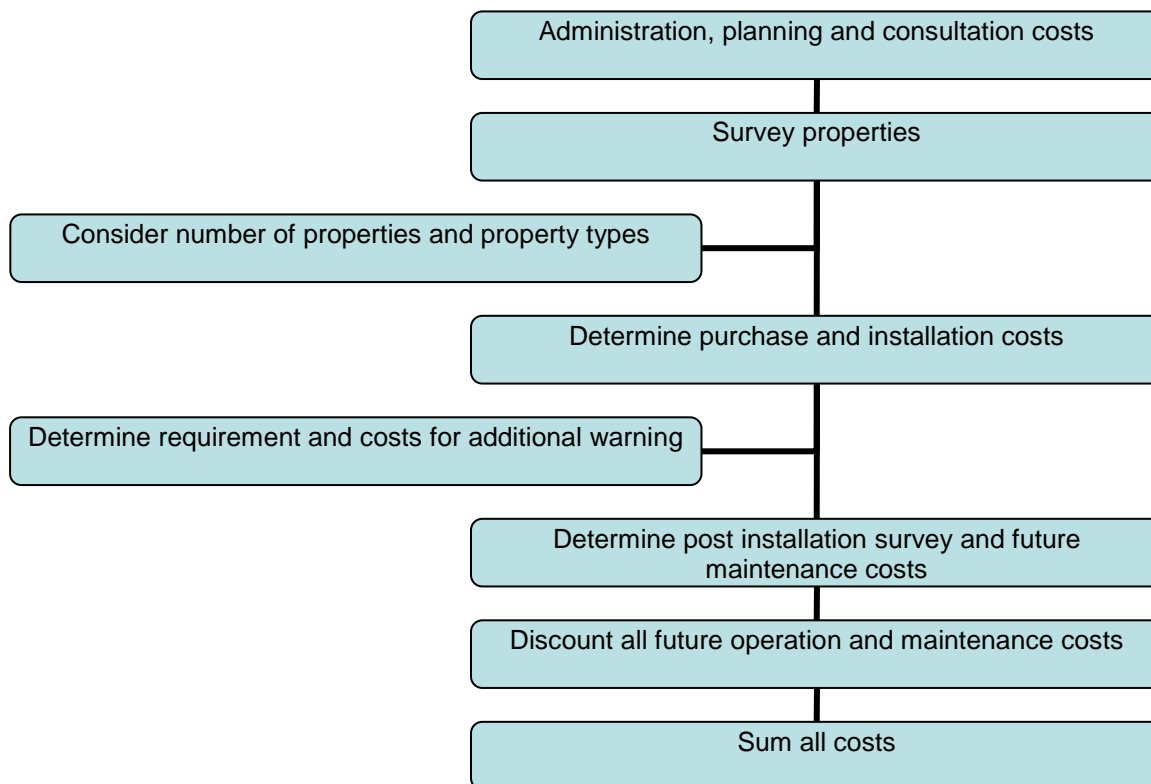 Administration, planning and consultation costs
Survey properties
Consider number of properties and property types
Determine purchase and installation costs
Determine requirement and costs for additional warning
Determine post installation survey and future
maintenance costs
Discount all future operation and maintenance costs
Sum all costs